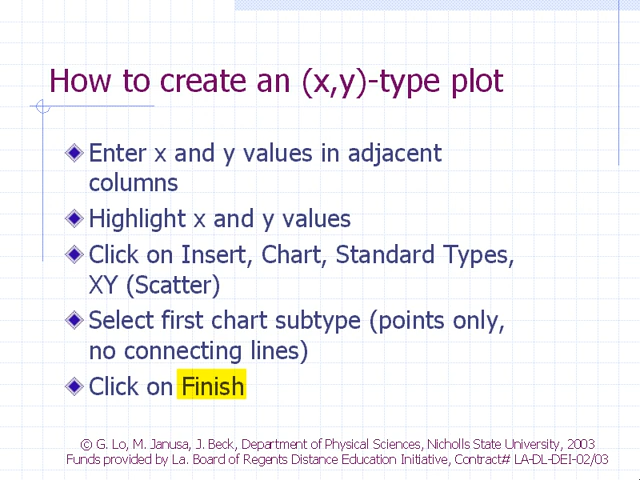 How to create an (x,y)-type plot
Enter x and y values in adjacent
columns
Highlight x and y values
Click on Insert, Chart, Standard Types,
XY (Scatter)
Select first chart subtype (points only,
no connecting lines)
Click on Finish
© G. Lo, M. Janusa, J. Beck, Department of Physical Sciences, Nicholls State University, 2003
Funds provided by La. Board of Regents Distance Education Initiative, Contract# LA-DL-DEI-02/03